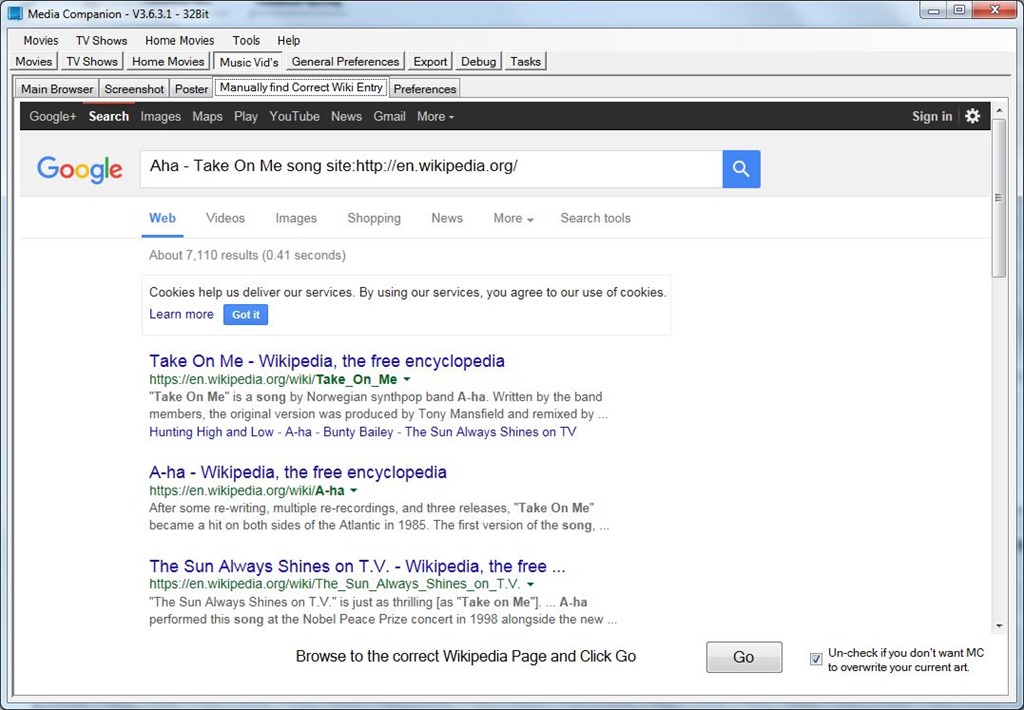 Media Companion - V3.6.3.1 - 32Bit
Movies TV Shows Home Movies Tools Help
Movies TV Shows Home Movies Music Vid's General Preferences Export Debug Tasks
Main Browser Screenshot Poster Manually find Correct Wiki Entry Preferences
Google+ Search Images Maps Play YouTube News Gmail More Sign in
Google Aha - Take On Me song site:http://en.wikipedia.org/
Web Videos Images Shopping News More Search tools
About 7,110 results (0.41 seconds)
Cookies help us deliver our services. By using our services, you agree to our use of cookies.
Learn more Got it
Take On Me - Wikipedia, the free encyclopedia
https://en.wikipedia.org/wiki/Take_On_Me
"Take On Me" is a song by Norwegian synthpop band A-ha. Written by the band
members, the original version was produced by Tony Mansfield and remixed by ...
Hunting High and Low - A-ha - Bunty Bailey - The Sun Always Shines on TV
A-ha - Wikipedia, the free encyclopedia
https://en.wikipedia.org/wiki/A-ha
After some re-writing, multiple re-recordings, and three releases, "Take On Me"
became a hit on both sides of the Atlantic in 1985. The first version of the song, ...
The Sun Always Shines on T.V. - Wikipedia, the free ...
https://en.wikipedia.org/wiki/The_Sun_Always_Shines_on_T.V.
"The Sun Always Shines on T.V." is just as thrilling [as "Take on Me"]. ... A-ha
performed this song at the Nobel Peace Prize concert in 1998 alongside the new ...
Browse to the correct Wikipedia Page and Click Go Go
Un-check if you don't want MC
to overwrite your current art.